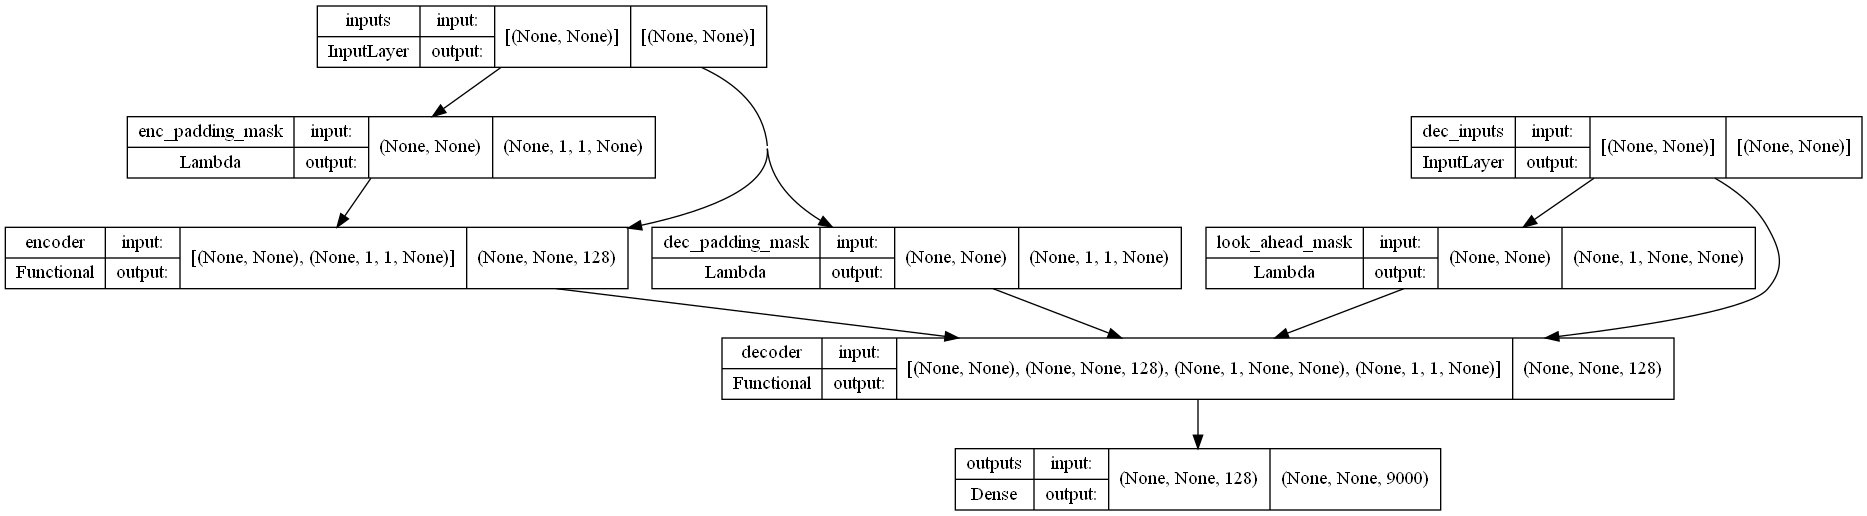 inputs input: [(None, None)] [(None, None)]
InputLayer output:
enc_padding_mask input: (None, None) (None, 1, 1, None)
Lambda output:
dec_inputs input: [(None, None)] [(None, None)]
InputLayer output:
encoder input: [(None, None), (None, 1, 1, None)] (None, None, 128)
Functional output:
dec_padding_mask input: (None, None) (None, 1, 1, None)
Lambda output:
look_ahead_mask input: (None, None) (None, 1, None, None)
Lambda output:
decoder input: [(None, None), (None, None, 128), (None, 1, None, None), (None, 1, 1, None)] (None, None, 128)
Functional output:
outputs input: (None, None, 128) (None, None, 9000)
Dense output: